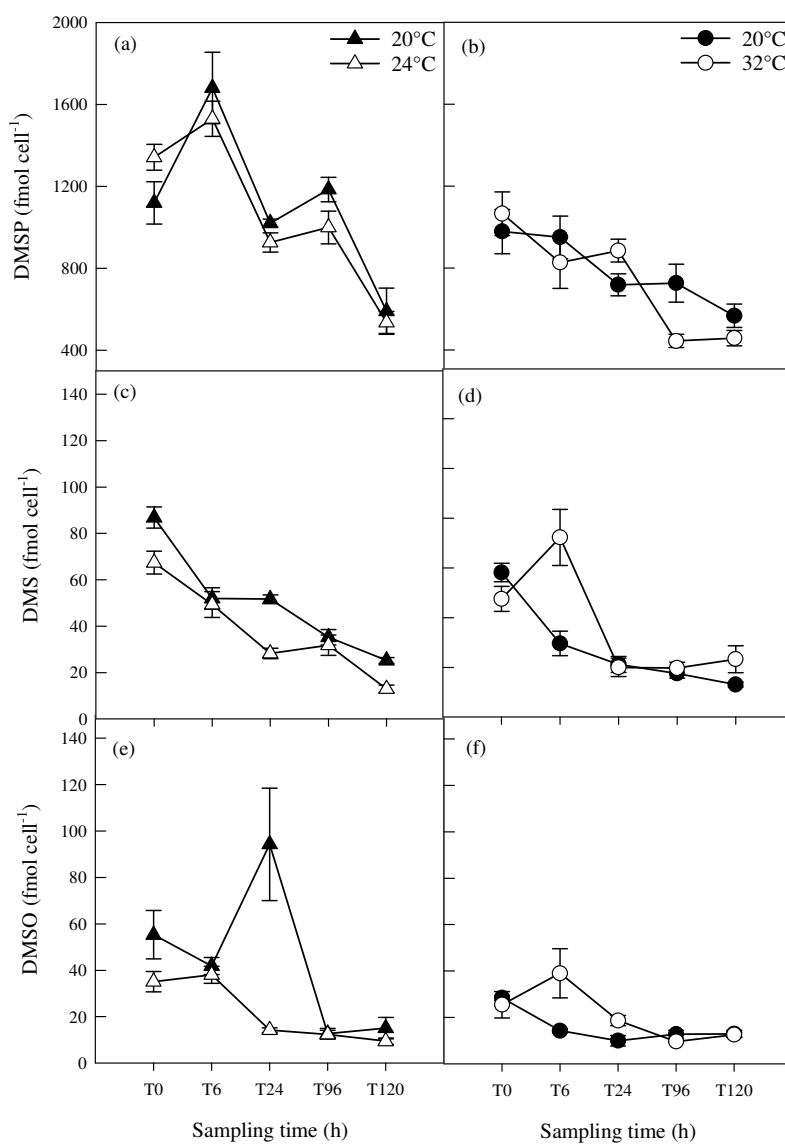 (a)
20°C
24°C
(b)
20°C
32°C
DMSP (fmol cell⁻¹)
2000
1600
1200
800
400
(c)
(d)
DMS (fmol cell⁻¹)
140
120
100
80
60
40
20
0
(e)
(f)
DMSO (fmol cell⁻¹)
140
120
100
80
60
40
20
0
T0 T6 T24 T96 T120
T0 T6 T24 T96 T120
Sampling time (h)
Sampling time (h)